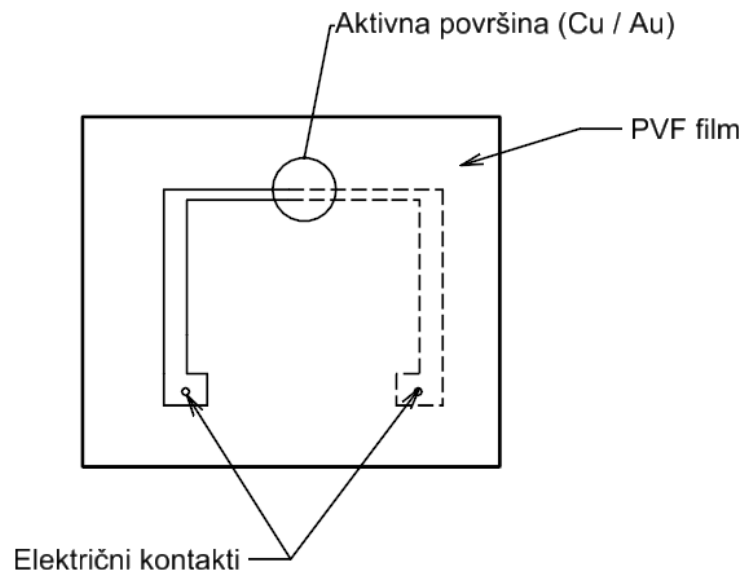 Aktivna površina (Cu / Au)
PVF film
Električni kontakti